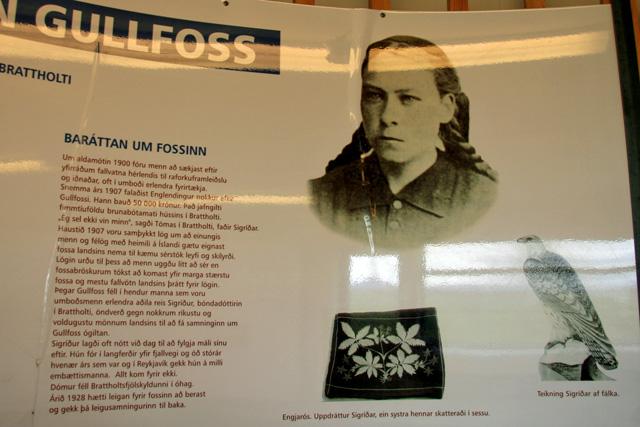 N GULLFOSS
BRATTHOLTI
BARÁTTAN UM FOSSINN
Um aldamótin 1900 fóru menn að sækjast eftir
yfirráðum fallvatna hérlendis til raforkuframleiðslu
og iðnaðar, oft í umboði erlendra fyrirtækja.
Snemma árs 1907 falaðist Englendingur nokkur eftir
Gullfossi. Hann bauð 50 000 krónur. Það jafngilti
fimmtíuföldu brunabótamati hússins í Brattholti.
„Ég sel ekki vin minn“, sagði Tómas í Brattholti, faðir Sigríðar.
Haustið 1907 voru samþykkt lög um að einungis
menn og félög með heimili á Íslandi gætu eignast
fossa landsins nema til kæmu sérstök leyfi og skilyrði.
Lögin urðu til þess að menn uggðu litt að sér en
fossabröskurum tókst að komast yfir marga stærstu
fossa og mestu fallvötn landsins þrátt fyrir lögin.
Þegar Gullfoss féll í hendur manna sem voru
umboðsmenn erlendra aðila reis Sigríður, bóndadóttirin
í Brattholti, öndverð gegn nokkrum ríkustu og
voldugustu mönnum landsins til að fá samninginn um
Gullfoss ógiltan.
Sigríður lagði oft nótt við dag til að fylgja máli sínu
eftir. Hún fór í langferðir yfir fjallvegi og óð stórár
hvenær árs sem var og í Reykjavík gekk hún á milli
embættismanna. Allt kom fyrir ekki.
Dómur féll Brattholtsfjölskyldunni í óhag.
Árið 1928 hætti leigan fyrir fossinn að berast
og gekk þá leigusamningurinn til baka.
Engjarós. Uppdráttur Sigríðar, ein systra hennar skatteraði í sessu.
Teikning Sigríðar af fálka.